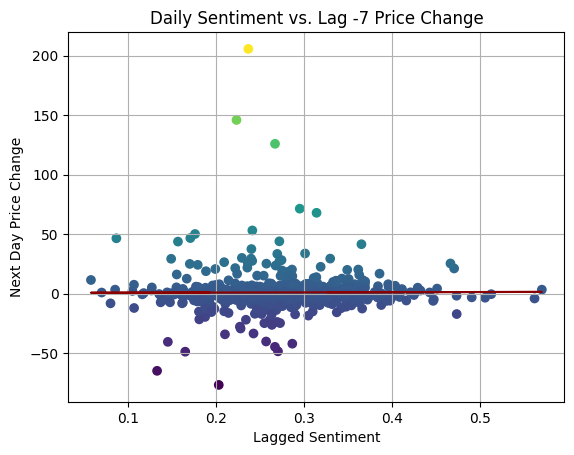 Daily Sentiment vs. Lag -7 Price Change
200
150
100
50
0
−50
Next Day Price Change
0.1 0.2 0.3 0.4 0.5
Lagged Sentiment